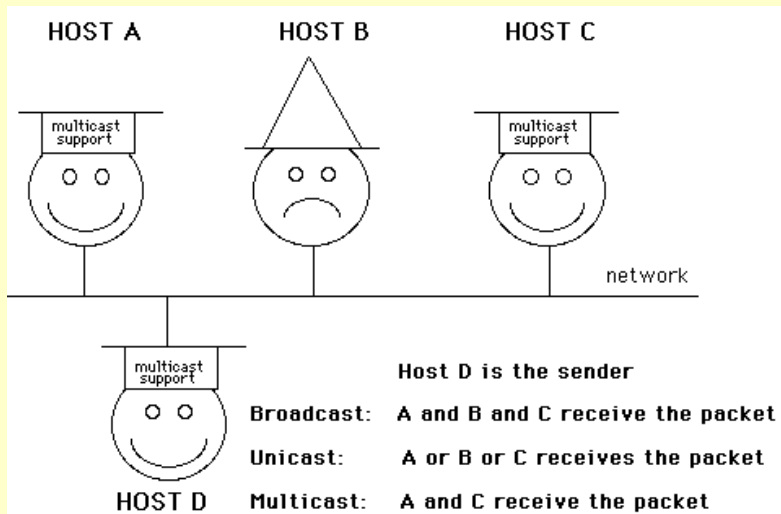 HOST A
HOST B
HOST C
multicast
support
multicast
support
network
multicast
support
HOST D
Host D is the sender
Broadcast: A and B and C receive the packet
Unicast: A or B or C receives the packet
Multicast: A and C receive the packet